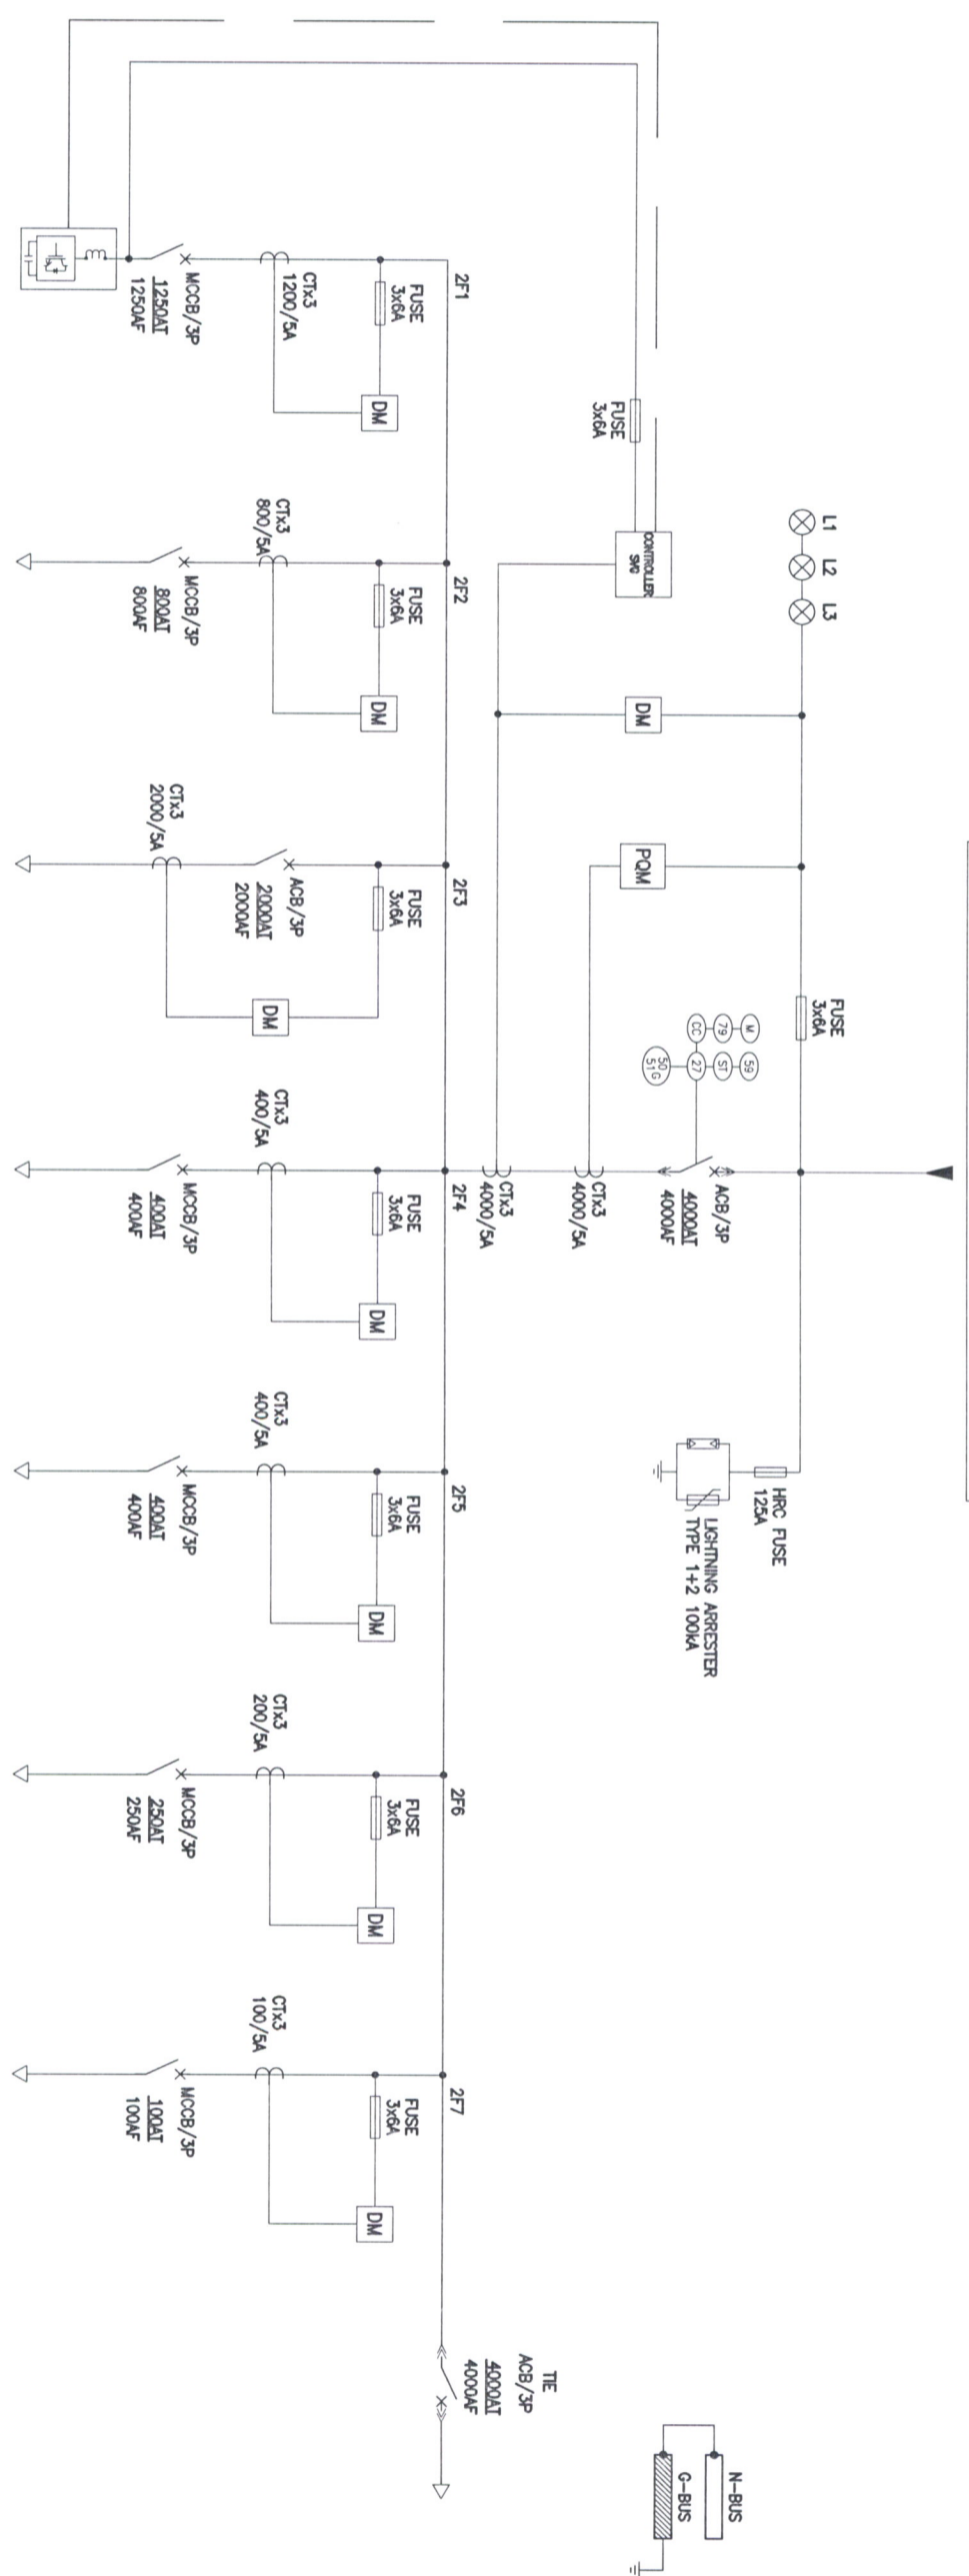 L1
L2
L3
FUSE
3x6A
CONTROLLER
SVG
FUSE
3x6A
DM
PQM
M
79
CC
59
ST
27
50
51G
ACB/3P
4000AT
4000AF
CTx3
4000/5A
CTx3
4000/5A
HRC FUSE
125A
LIGHTNING ARRESTER
TYPE 1+2 100kA
N-BUS
G-BUS
TIE
ACB/3P
4000AT
4000AF
2F1
FUSE
3x6A
DM
CTx3
1200/5A
MCCB/3P
1250AT
1250AF
2F2
FUSE
3x6A
DM
CTx3
800/5A
MCCB/3P
800AT
800AF
2F3
FUSE
3x6A
ACB/3P
2000AT
2000AF
DM
CTx3
2000/5A
2F4
FUSE
3x6A
DM
CTx3
400/5A
MCCB/3P
400AT
400AF
2F5
FUSE
3x6A
DM
CTx3
400/5A
MCCB/3P
400AT
400AF
2F6
FUSE
3x6A
DM
CTx3
200/5A
MCCB/3P
250AT
250AF
2F7
FUSE
3x6A
DM
CTx3
100/5A
MCCB/3P
100AT
100AF